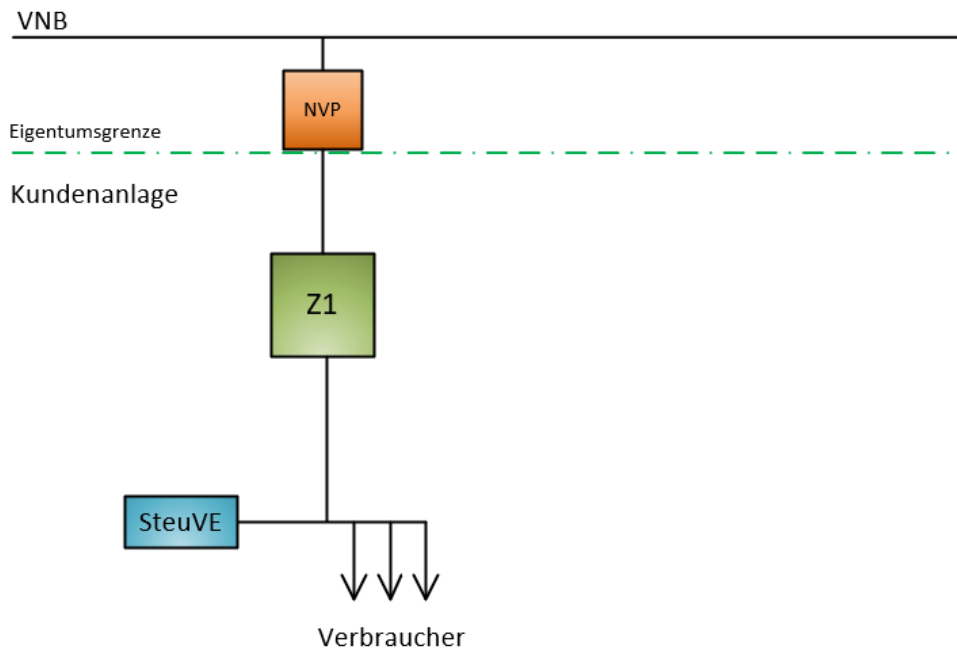 VNB
NVP
Eigentumsgrenze
Kundenanlage
Z1
SteuVE
Verbraucher